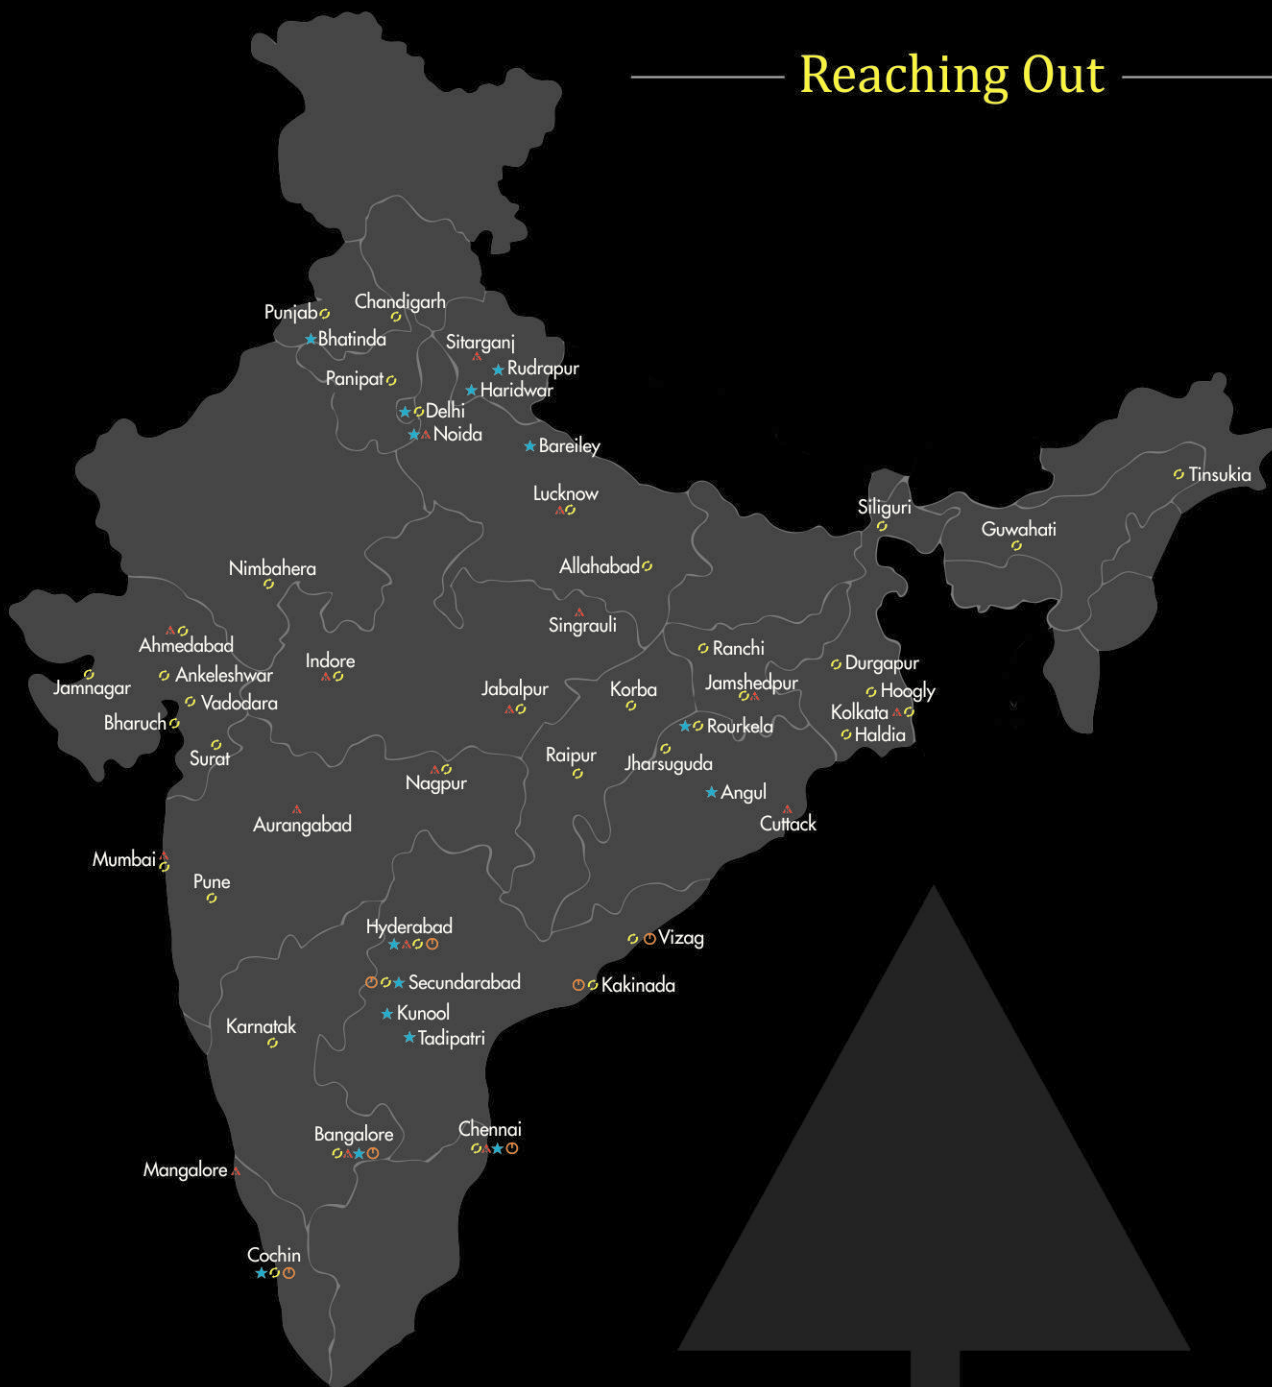 Reaching Out
Chandigarh
Punjab
Bhatinda
Sitarganj
Rudrapur
Panipat
Haridwar
Delhi
Noida
Bareiley
Tinsukia
Lucknow
Siliguri
Guwahati
Allahabad
Nimbahera
Singrauli
Ahmedabad
Ranchi
Indore
Durgapur
Ankeleshwar
Jamnagar
Jamshedpur
Jabalpur
Korba
Hoogly
Vadodara
Kolkata
Bharuch
Rourkela
Haldia
Surat
Raipur
Jharsuguda
Nagpur
Angul
Aurangabad
Cuttack
Mumbai
Pune
Hyderabad
Vizag
Secundarabad
Kakinada
Kunool
Karnatak
Tadipatri
Chennai
Bangalore
Mangalore
Cochin